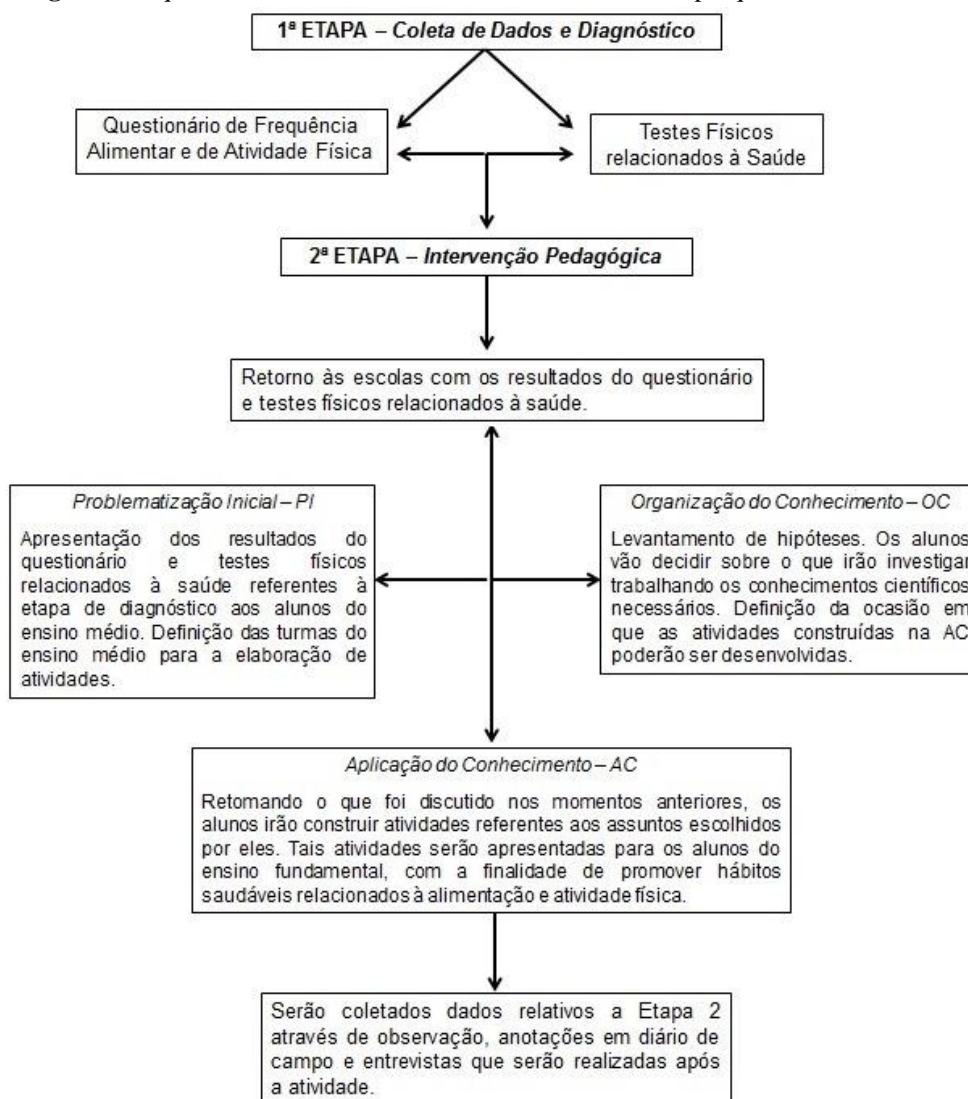 1ª ETAPA – Coleta de Dados e Diagnóstico
Questionário de Frequência
Alimentar e de Atividade Física
Testes Físicos
relacionados à Saúde
2ª ETAPA – Intervenção Pedagógica
Retorno às escolas com os resultados do questionário
e testes físicos relacionados à saúde.
Problematização Inicial – PI
Apresentação dos resultados do
questionário e testes físicos
relacionados à saúde referentes à
etapa de diagnóstico aos alunos do
ensino médio. Definição das turmas do
ensino médio para a elaboração de
atividades.
Organização do Conhecimento – OC
Levantamento de hipóteses. Os alunos
vão decidir sobre o que irão investigar
trabalhando os conhecimentos científicos
necessários. Definição da ocasião em
que as atividades construídas na AC
poderão ser desenvolvidas.
Aplicação do Conhecimento – AC
Retomando o que foi discutido nos momentos anteriores, os
alunos irão construir atividades referentes aos assuntos escolhidos
por eles. Tais atividades serão apresentadas para os alunos do
ensino fundamental, com a finalidade de promover hábitos
saudáveis relacionados à alimentação e atividade física.
Serão coletados dados relativos a Etapa 2
através de observação, anotações em diário de
campo e entrevistas que serão realizadas após
a atividade.